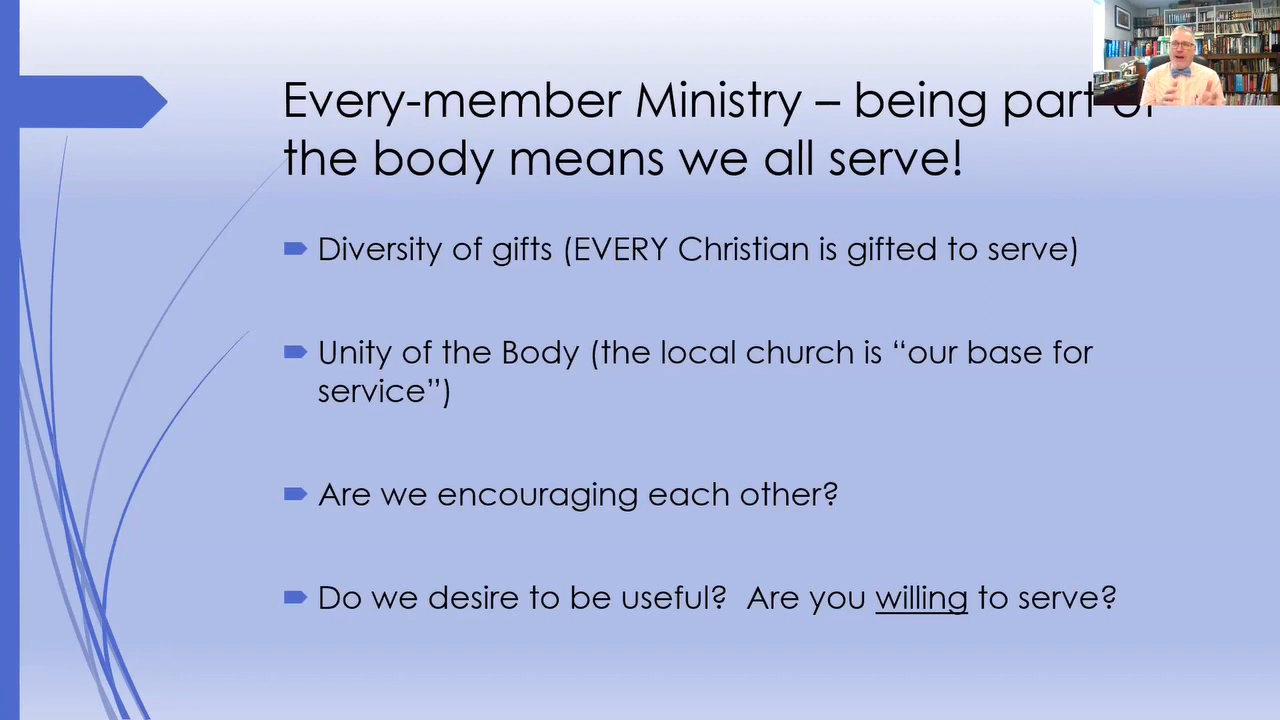 Every-member Ministry – being part of
the body means we all serve!
Diversity of gifts (EVERY Christian is gifted to serve)
Unity of the Body (the local church is “our base for
service”)
Are we encouraging each other?
Do we desire to be useful?  Are you willing to serve?